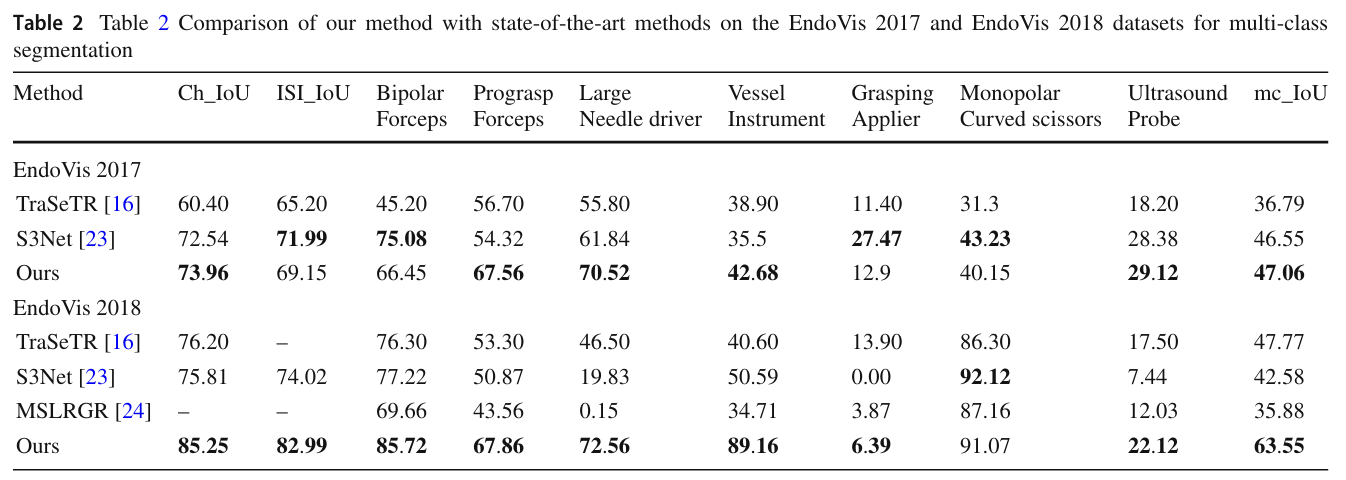 Table 2 Table 2 Comparison of our method with state-of-the-art methods on the EndoVis 2017 and EndoVis 2018 datasets for multi-class
segmentation
Method Ch_IoU ISI_IoU Bipolar Prograsp Large Vessel Grasping Monopolar Ultrasound mc_IoU
Forceps Forceps Needle driver Instrument Applier Curved scissors Probe
EndoVis 2017
TraSeTR [16] 60.40 65.20 45.20 56.70 55.80 38.90 11.40 31.3 18.20 36.79
S3Net [23] 72.54 71.99 75.08 54.32 61.84 35.5 27.47 43.23 28.38 46.55
Ours 73.96 69.15 66.45 67.56 70.52 42.68 12.9 40.15 29.12 47.06
EndoVis 2018
TraSeTR [16] 76.20 – 76.30 53.30 46.50 40.60 13.90 86.30 17.50 47.77
S3Net [23] 75.81 74.02 77.22 50.87 19.83 50.59 0.00 92.12 7.44 42.58
MSLRGR [24] – – 69.66 43.56 0.15 34.71 3.87 87.16 12.03 35.88
Ours 85.25 82.99 85.72 67.86 72.56 89.16 6.39 91.07 22.12 63.55